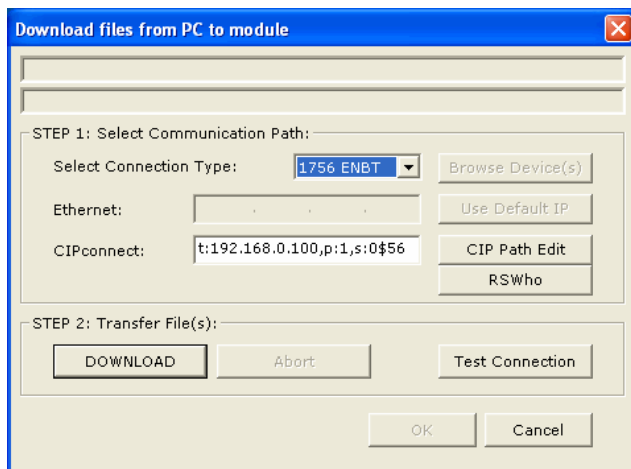 Download files from PC to module
STEP 1: Select Communication Path:
Select Connection Type: 1756 ENBT Browse Device(s)
Ethernet: . . . Use Default IP
CIPconnect: t:192.168.0.100,p:1,s:0$56 CIP Path Edit
RSWho
STEP 2: Transfer File(s):
DOWNLOAD Abort Test Connection
OK Cancel